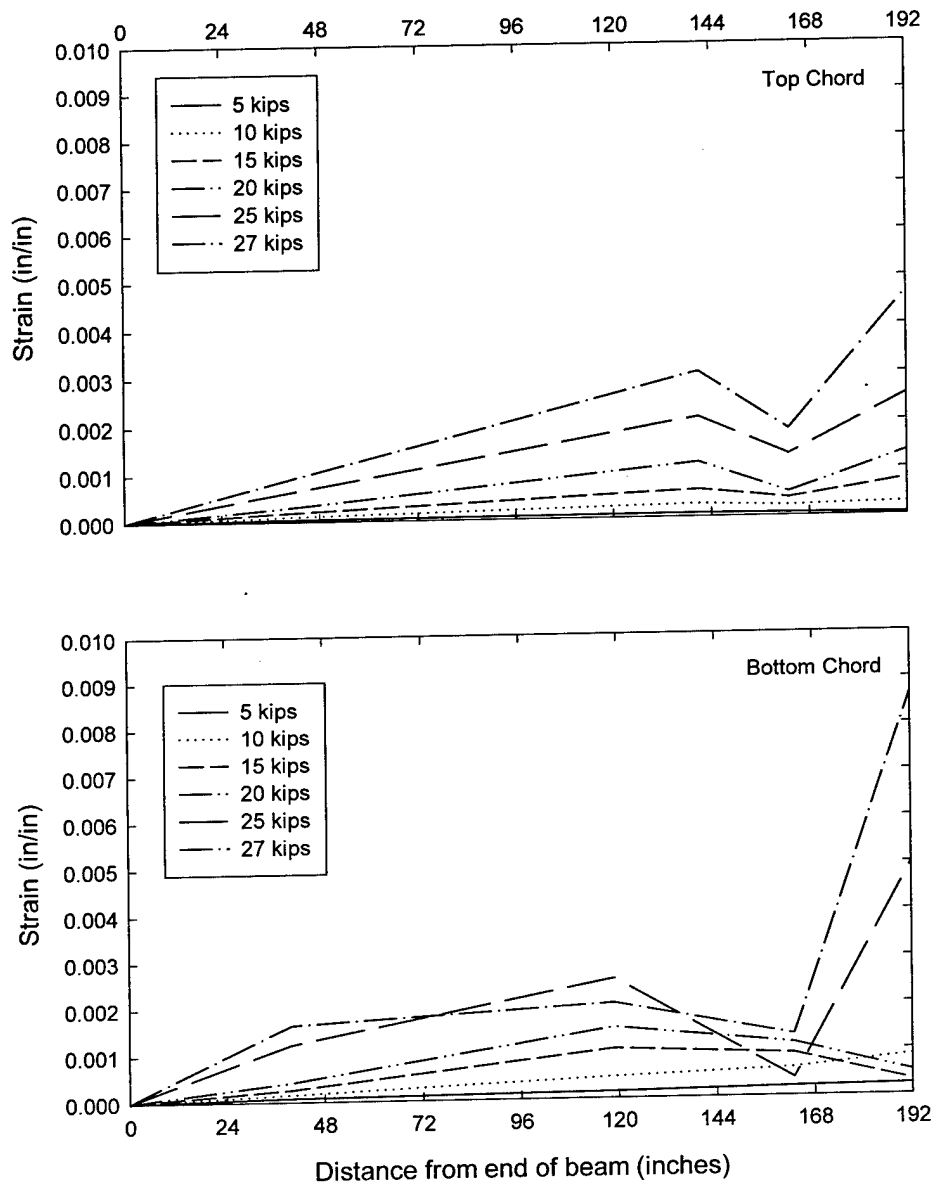 0 24 48 72 96 120 144 168 192
Top Chord
0.010
0.009
0.008
0.007
0.006
0.005
0.004
0.003
0.002
0.001
0.000
Strain (in/in)
5 kips
10 kips
15 kips
20 kips
25 kips
27 kips
Bottom Chord
0.010
0.009
0.008
0.007
0.006
0.005
0.004
0.003
0.002
0.001
0.000
Strain (in/in)
5 kips
10 kips
15 kips
20 kips
25 kips
27 kips
0 24 48 72 96 120 144 168 192
Distance from end of beam (inches)